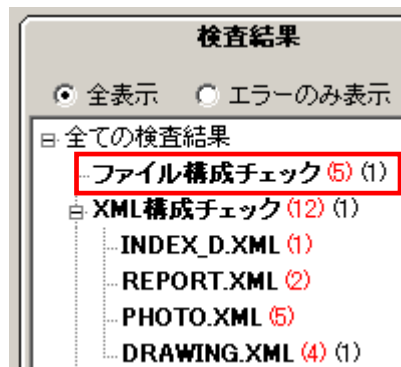 検査結果
全表示 エラーのみ表示
全ての検査結果
ファイル構成チェック (5) (1)
XML構成チェック (12) (1)
INDEX_D.XML (1)
REPORT.XML (2)
PHOTO.XML (5)
DRAWING.XML (4) (1)